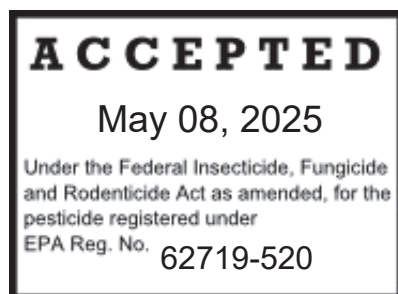 ACCEPTED
May 08, 2025
Under the Federal Insecticide, Fungicide
and Rodenticide Act as amended, for the
pesticide registered under
EPA Reg. No. 62719-520